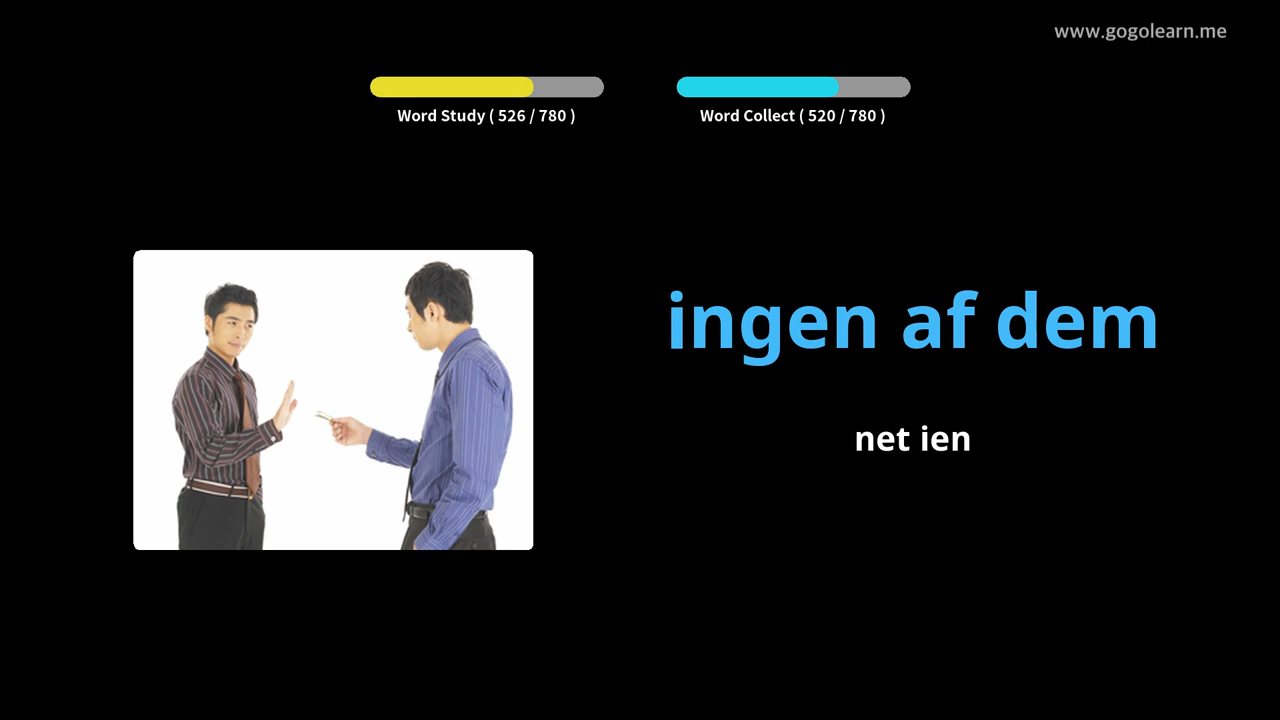 www.gogolearn.me
Word Study ( 526 / 780 )
Word Collect ( 520 / 780 )
ingen af dem
net ien